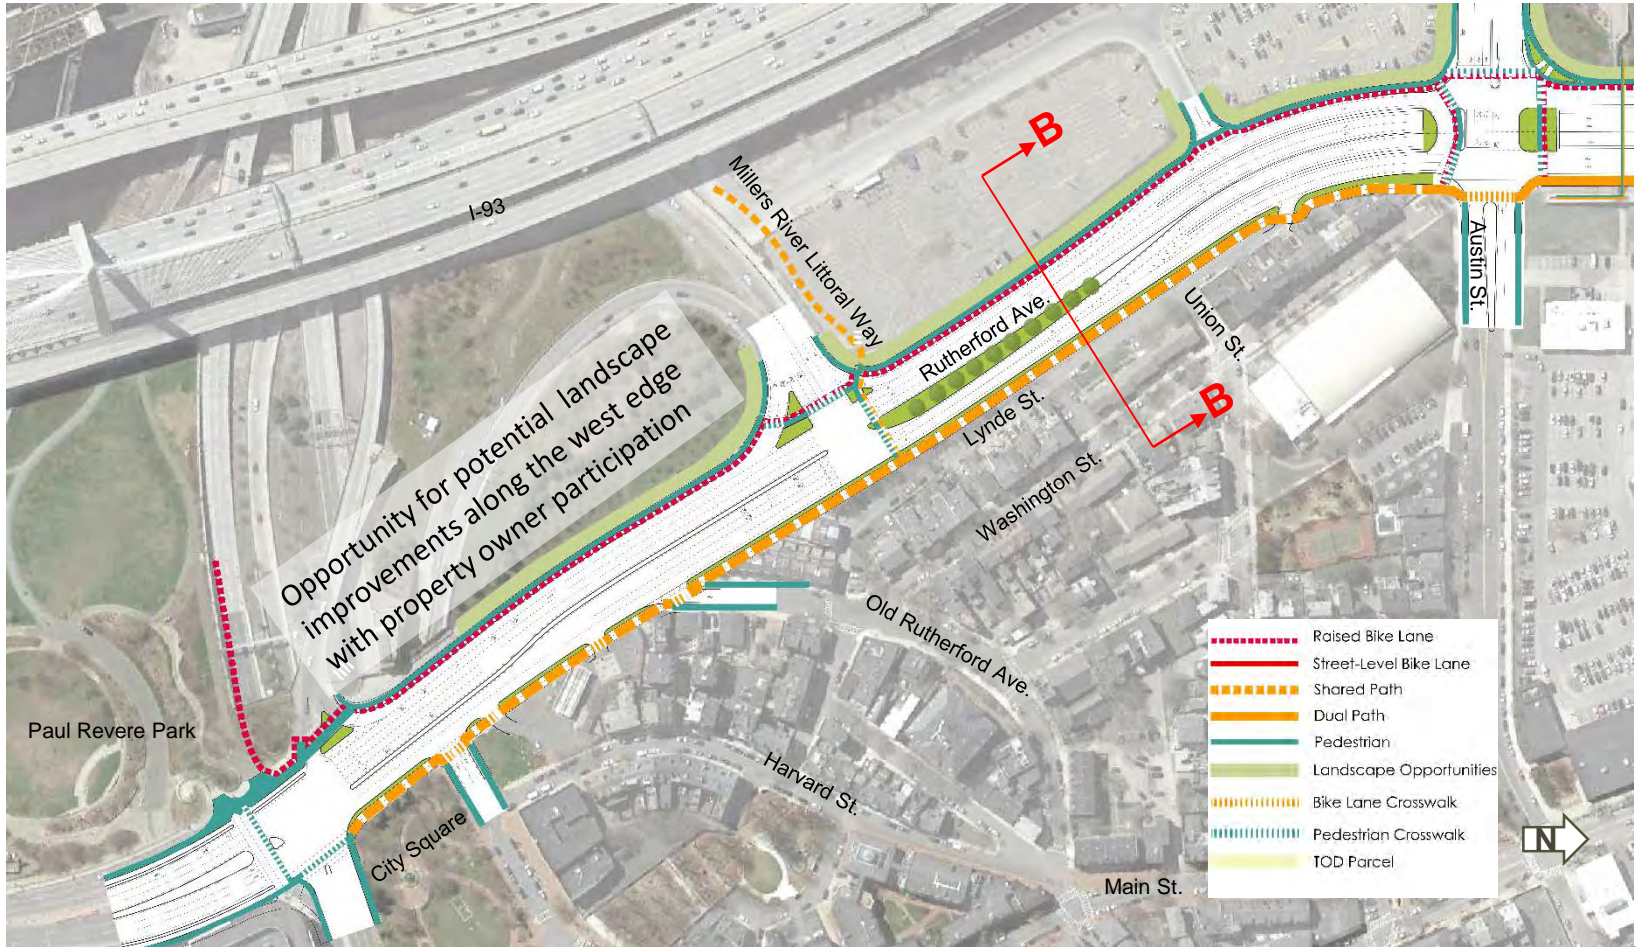 B
Millers River Littoral Way
I-93
Austin St.
Rutherford Ave.
Union St.
Opportunity for potential landscape
improvements along the west edge
with property owner participation
B
Lynde St.
Washington St.
Old Rutherford Ave.
Paul Revere Park
Harvard St.
City Square
Main St.
Raised Bike Lane
Street-Level Bike Lane
Shared Path
Dual Path
Pedestrian
Landscape Opportunities
Bike Lane Crosswalk
Pedestrian Crosswalk
TOD Parcel
N